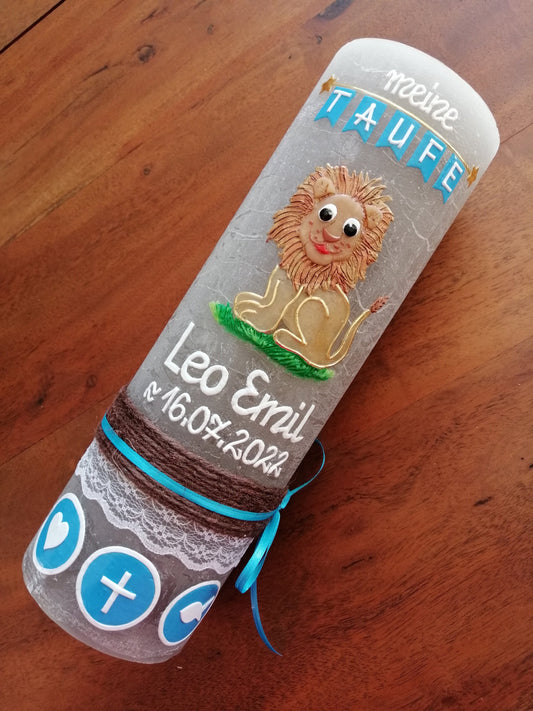 meine
TAUFE
Leo Emil
≈ 16.07.2022